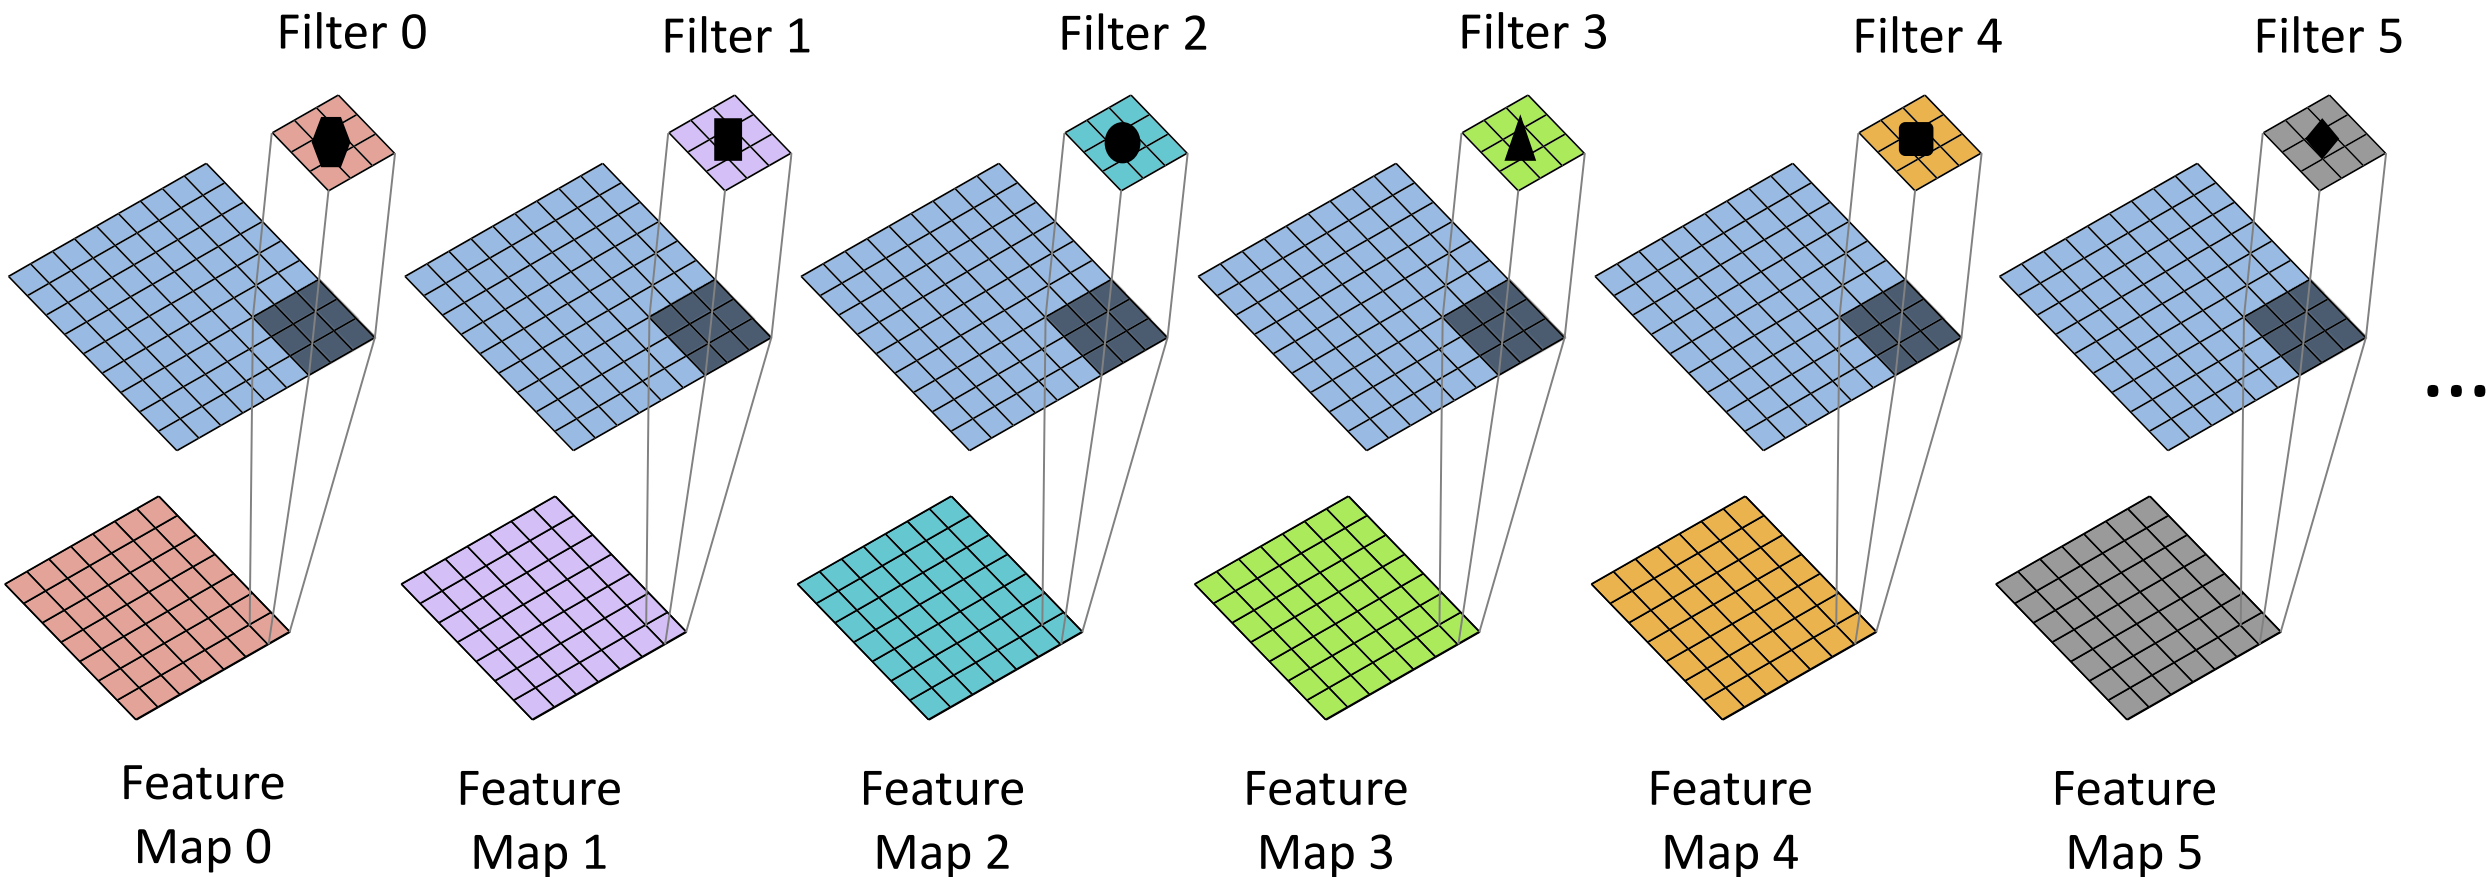 Filter 0
Filter 1
Filter 2
Filter 3
Filter 4
Filter 5
...
Feature
Map 0
Feature
Map 1
Feature
Map 2
Feature
Map 3
Feature
Map 4
Feature
Map 5